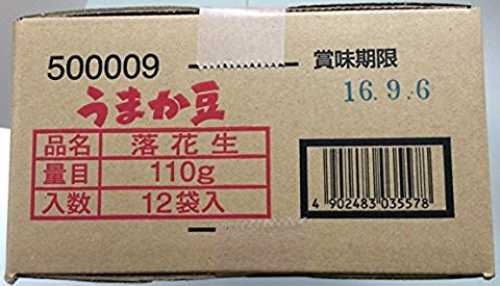 500009
うまか豆
品名 落花生
量目 110g
入数 12袋入
賞味期限
16.9.6
4 902483 035578